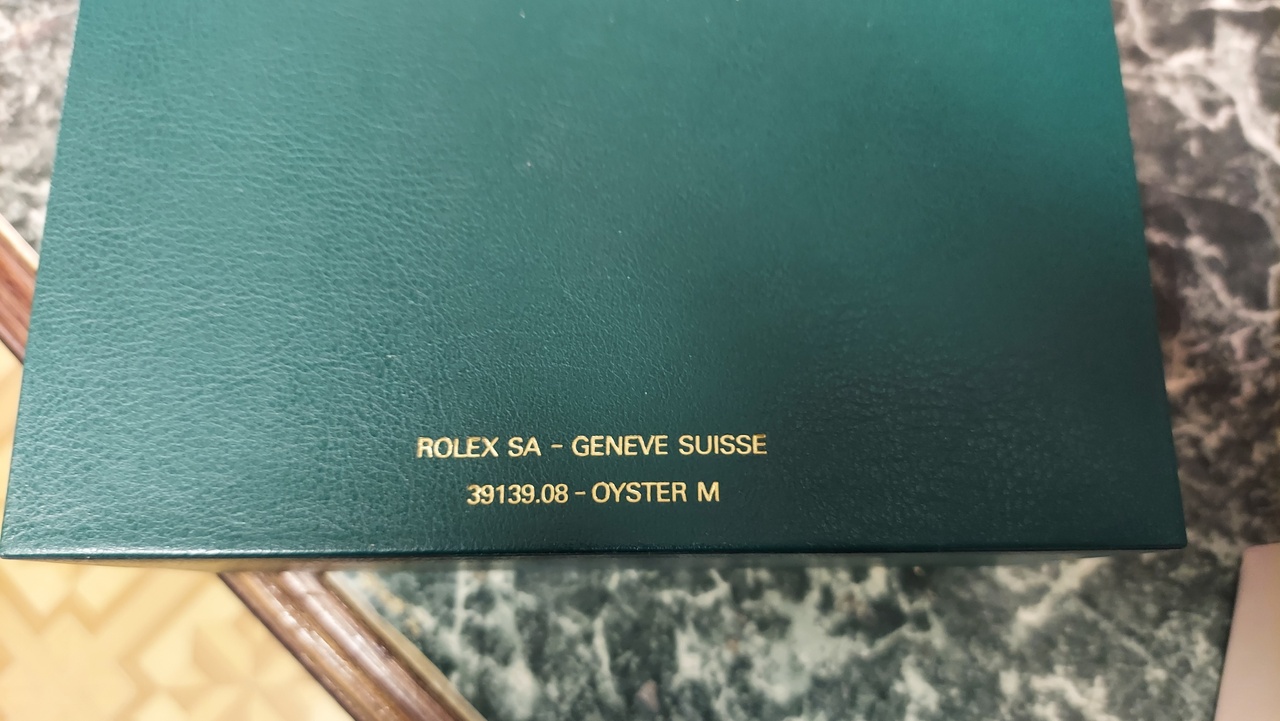 ROLEX SA - GENEVE SUISSE
39139.08 - OYSTER M